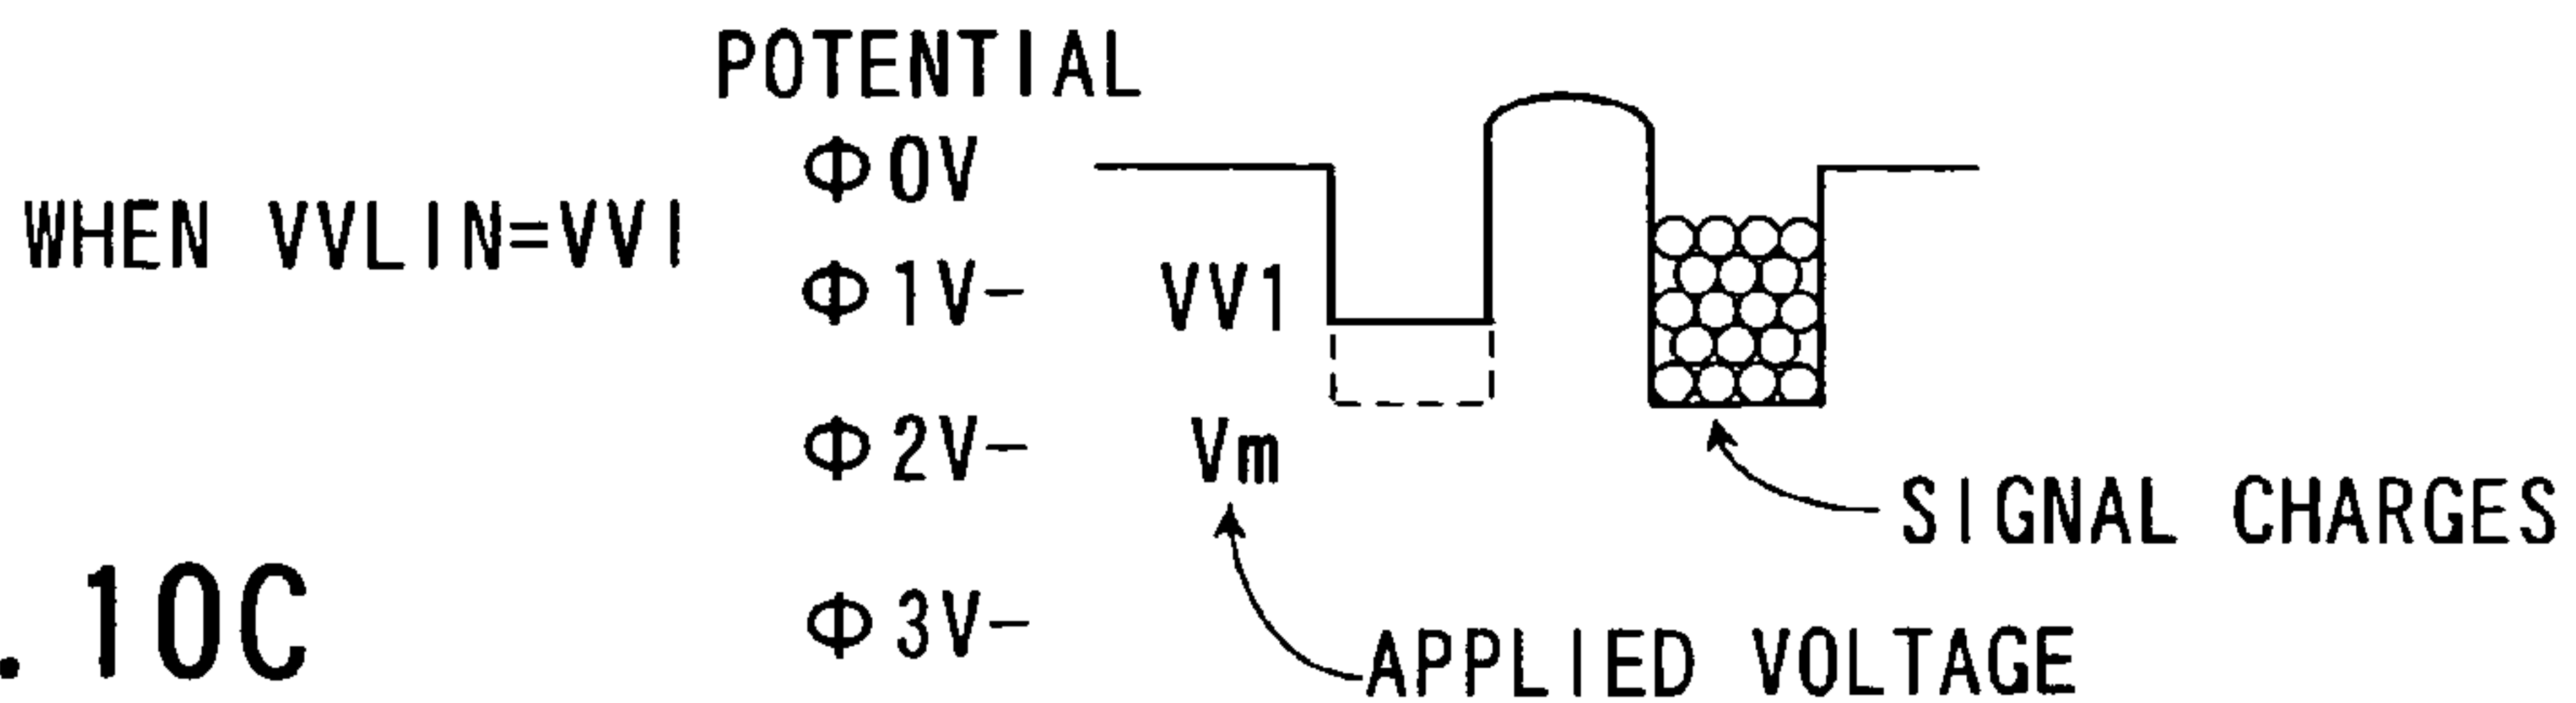 POTENTIAL
Φ0V
WHEN VVLIN=VVI
Φ1V- VV1
Φ2V- Vm
SIGNAL CHARGES
.10C
Φ3V-
APPLIED VOLTAGE